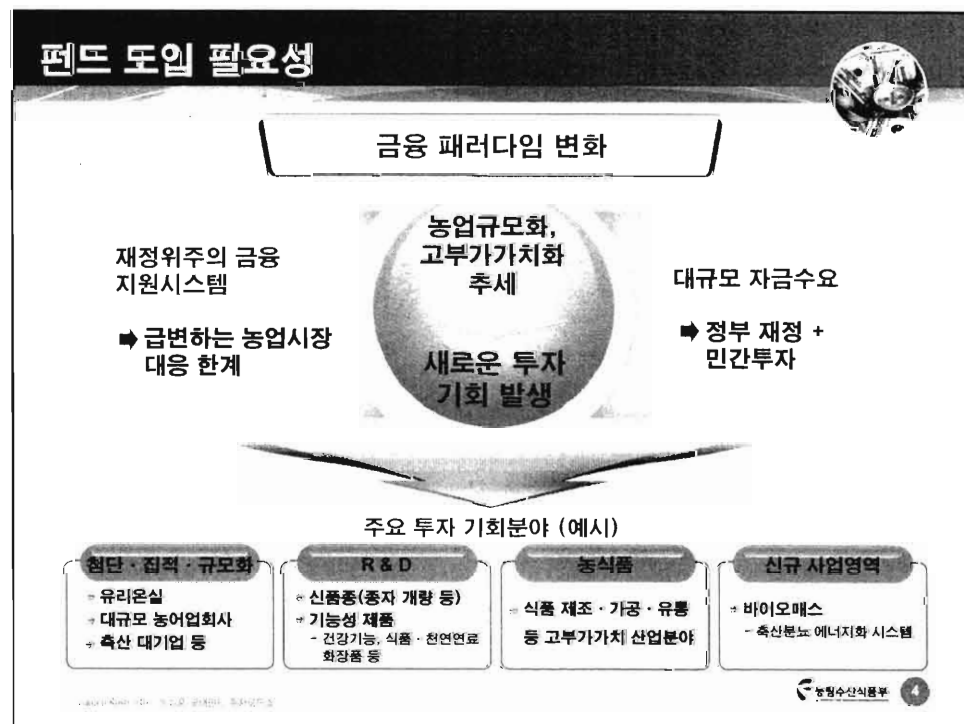 펀드 도입 필요성
금융 패러다임 변화
재정위주의 금융
지원시스템
➡ 급변하는 농업시장
대응 한계
농업규모화,
고부가가치화
추세
새로운 투자
기회 발생
대규모 자금수요
➡ 정부 재정 +
민간투자
주요 투자 기회분야 (예시)
첨단 · 집적 · 규모화
유리온실
대규모 농어업회사
축산 대기업 등
R & D
신품종(종자 개량 등)
기능성 제품
- 건강기능, 식품 · 천연연료
화장품 등
농식품
식품 제조 · 가공 · 유통
등 고부가가치 산업분야
신규 사업영역
바이오매스
- 축산분뇨 에너지화 시스템
농림수산식품부
4